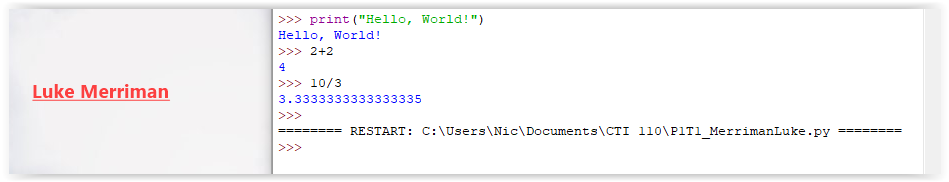 Luke Merriman
>>> print("Hello, World!")
Hello, World!
>>> 2+2
4
>>> 10/3
3.3333333333333335
>>>
======== RESTART: C:\Users\Nic\Documents\CTI 110\P1T1_MerrimanLuke.py ========
>>>